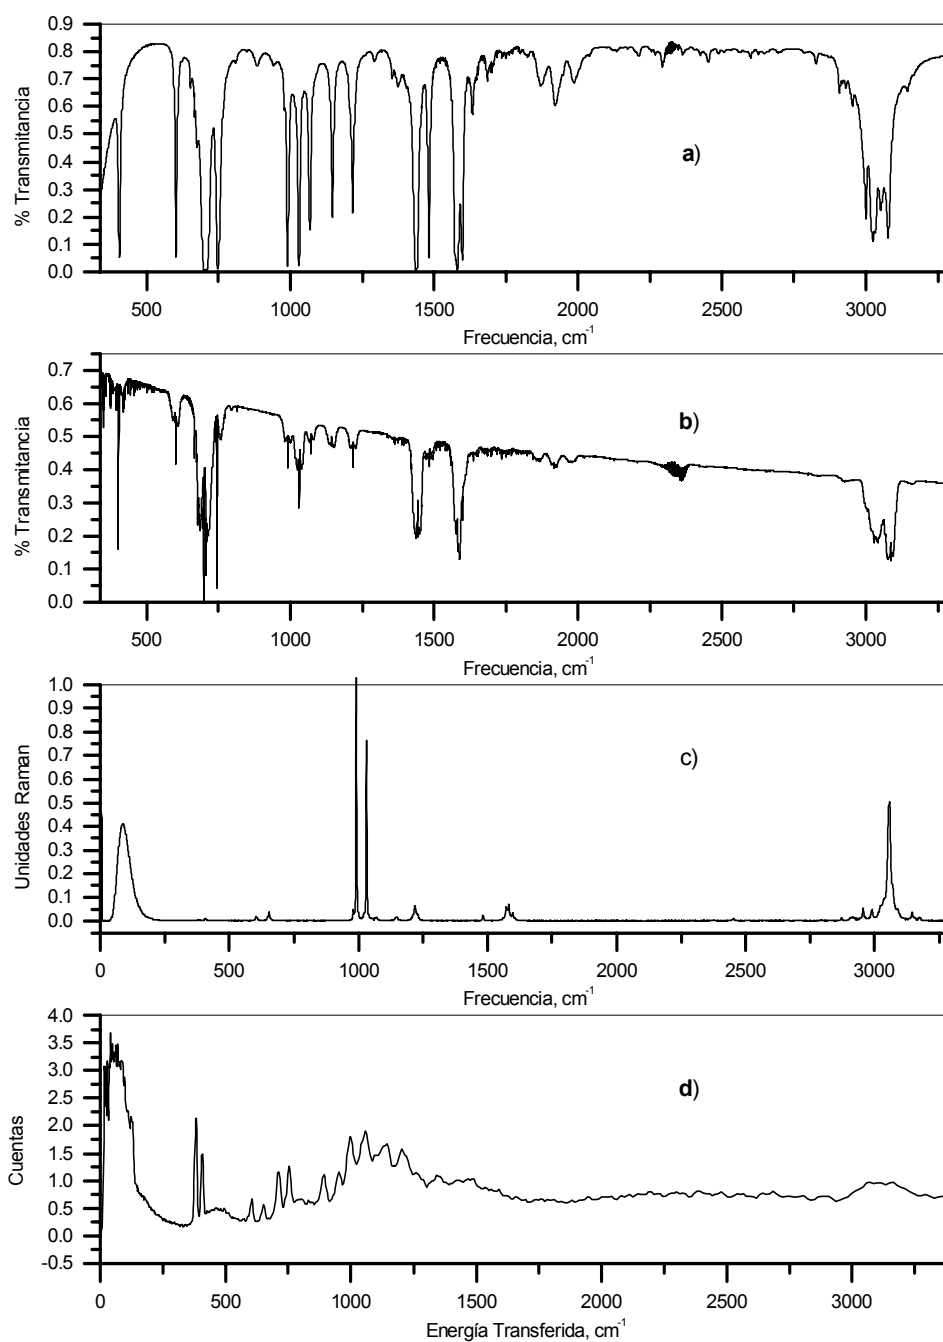 0.9
0.8
0.7
0.6
0.5
0.4
0.3
0.2
0.1
0.0
% Transmitancia
a)
500 1000 1500 2000 2500 3000
Frecuencia, cm-1
0.7
0.6
0.5
0.4
0.3
0.2
0.1
0.0
% Transmitancia
b)
500 1000 1500 2000 2500 3000
Frecuencia, cm-1
1.0
0.9
0.8
0.7
0.6
0.5
0.4
0.3
0.2
0.1
0.0
Unidades Raman
c)
0 500 1000 1500 2000 2500 3000
Frecuencia, cm-1
4.0
3.5
3.0
2.5
2.0
1.5
1.0
0.5
0.0
-0.5
Cuentas
d)
0 500 1000 1500 2000 2500 3000
Energía Transferida, cm-1